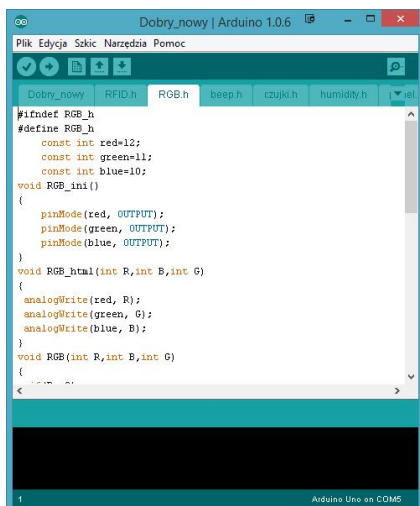 Dobry_nowy | Arduino 1.0.6
Plik Edycja Szkic Narzędzia Pomoc
Dobry_nowy RFID.h RGB.h beep.h czujki.h humidity.h
#ifndef RGB_h
#define RGB_h
const int red=12;
const int green=11;
const int blue=10;
void RGB_ini()
{
pinMode(red, OUTPUT);
pinMode(green, OUTPUT);
pinMode(blue, OUTPUT);
}
void RGB_html(int R,int B,int G)
{
analogWrite(red, R);
analogWrite(green, G);
analogWrite(blue, B);
}
void RGB(int R,int B,int G)
{
1
Arduino Uno on COM5